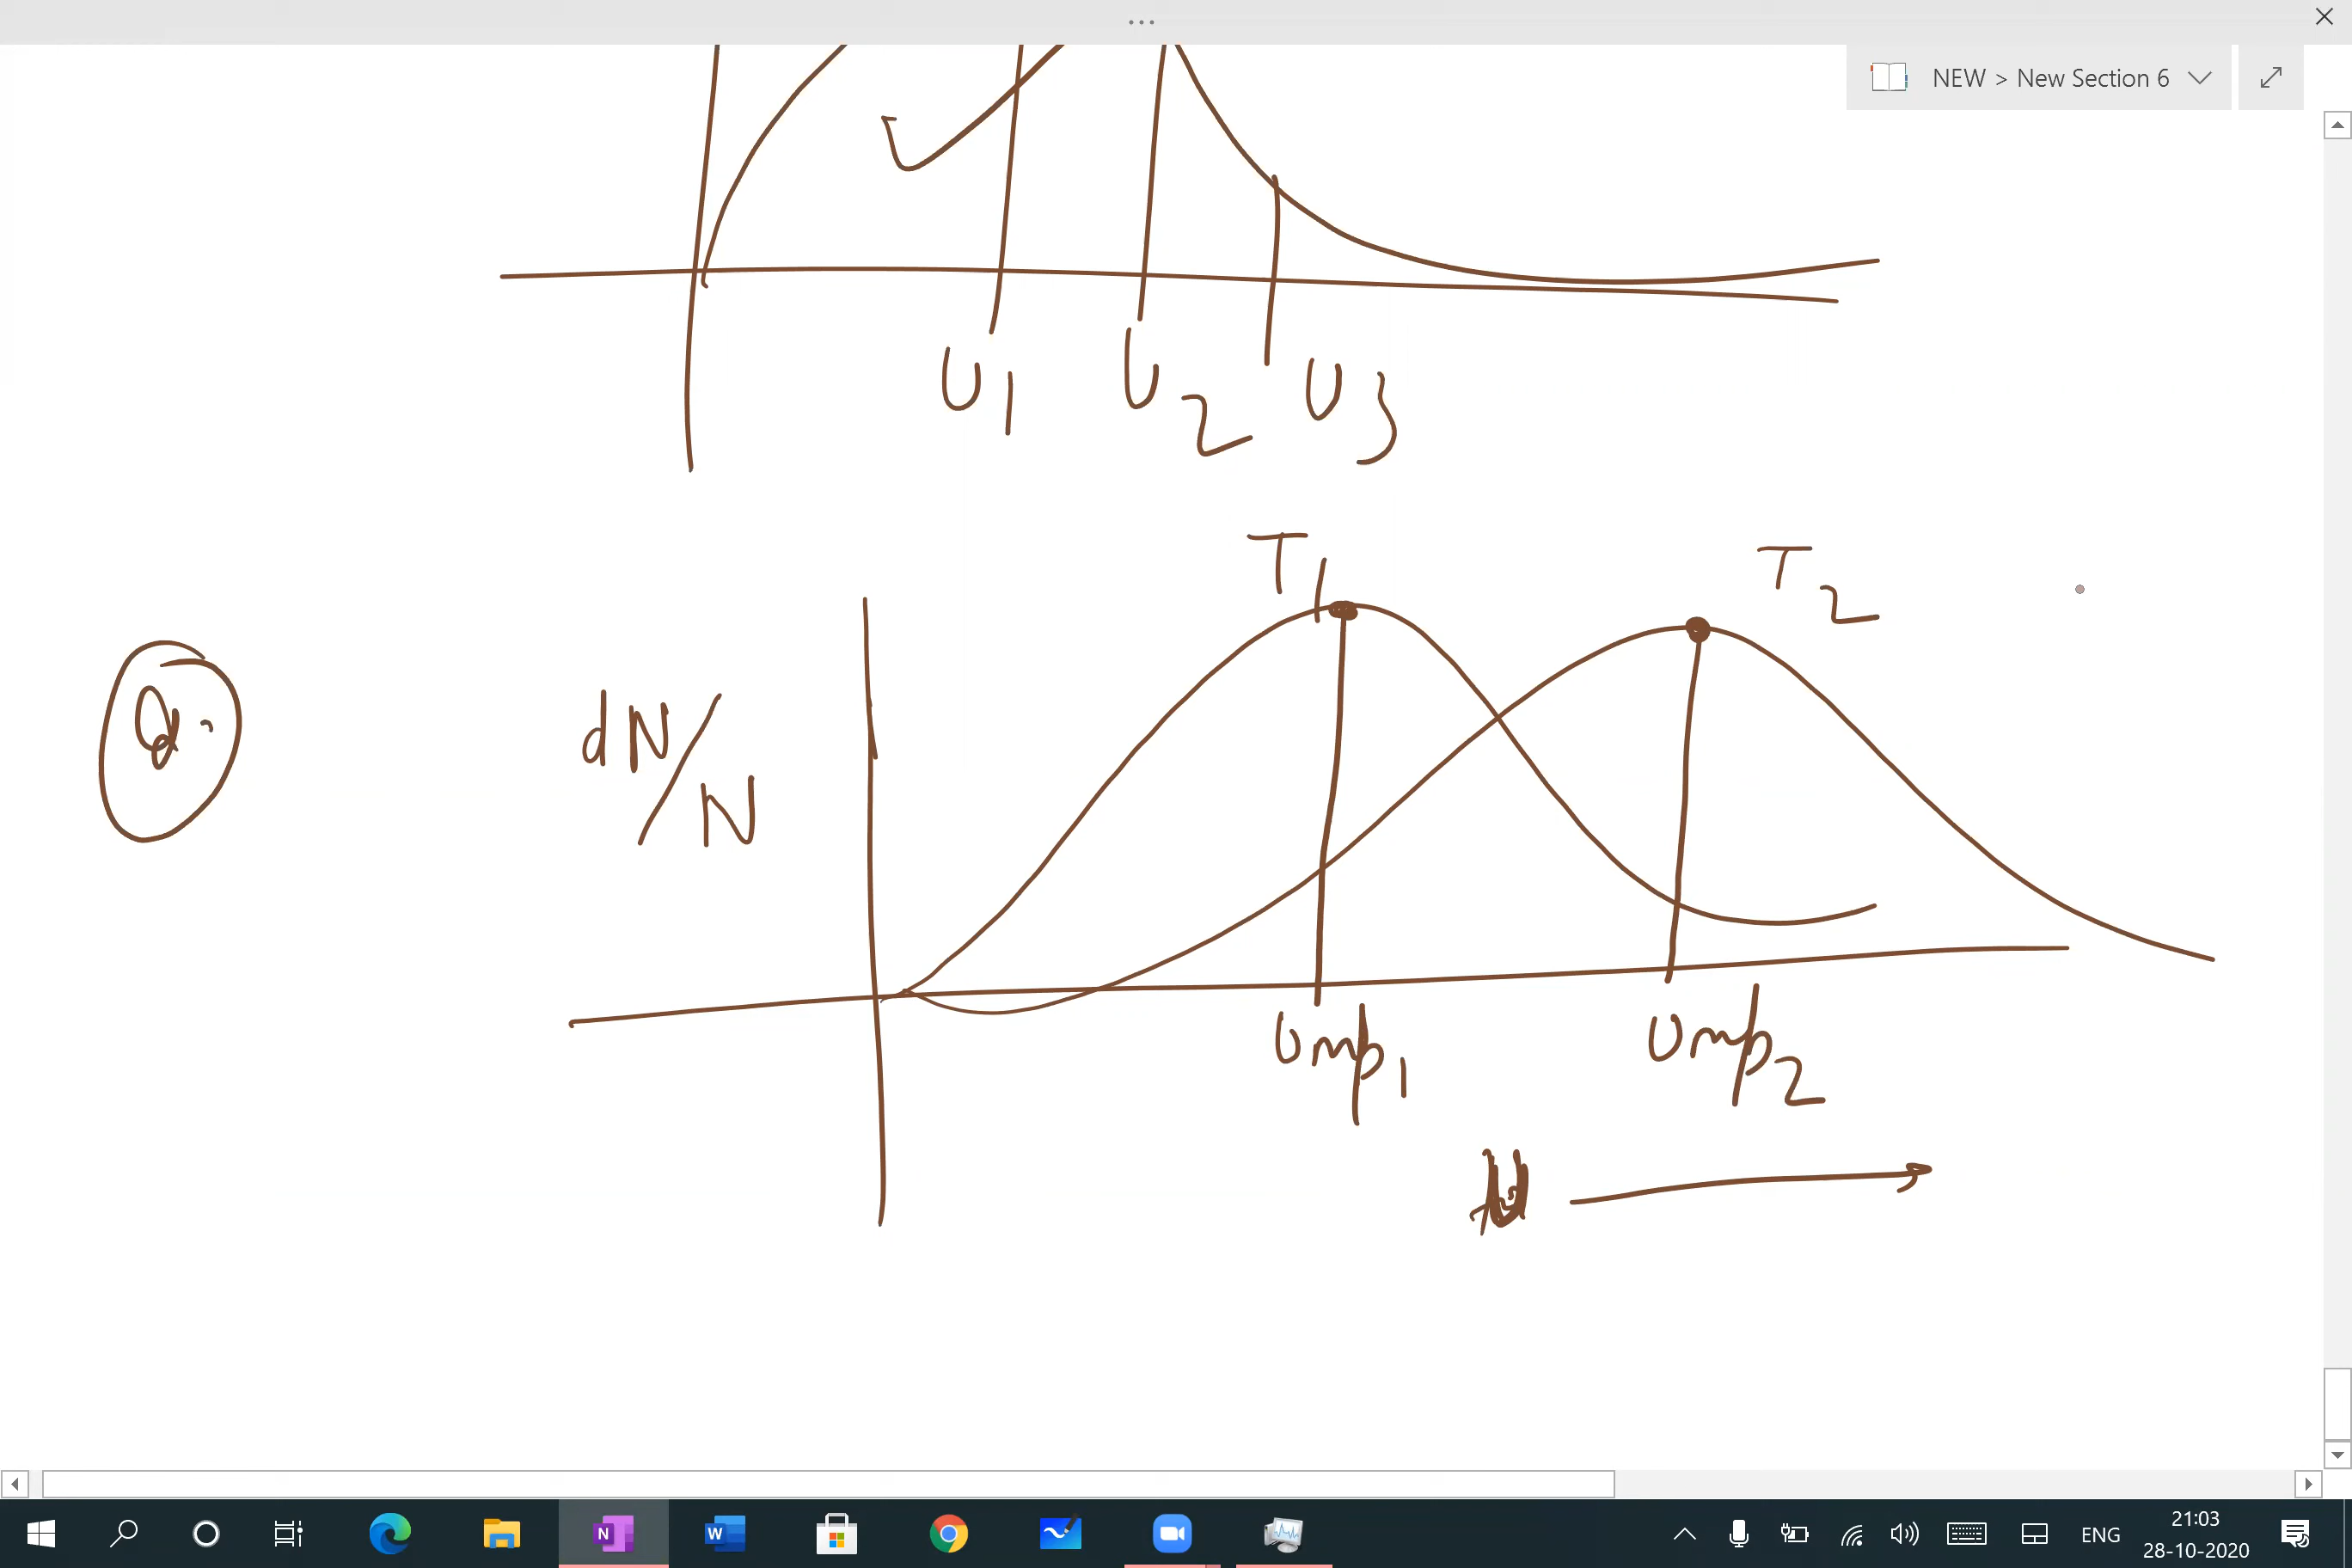 NEW > New Section 6
U1 U2 U3
T1 T2
Q.
dN/N
Ump1 Ump2
ENG
21:03
28-10-2020